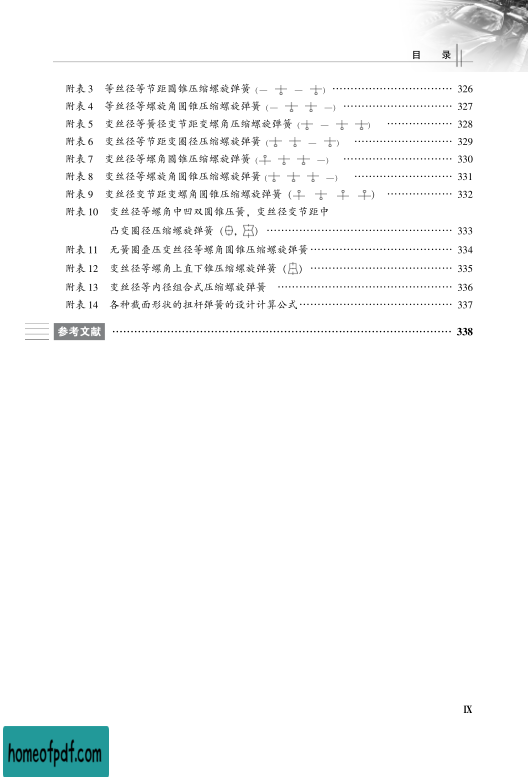 目 录
附表 3 等丝径等节距圆锥压缩螺旋弹簧 ( — — ) 326
附表 4 等丝径等螺旋角圆锥压缩螺旋弹簧 ( — — ) 327
附表 5 变丝径等簧径变节距变螺角压缩螺旋弹簧 ( — ) 328
附表 6 变丝径等节距变圆径压缩螺旋弹簧 ( — ) 329
附表 7 变丝径等螺角圆锥压缩螺旋弹簧 ( — ) 330
附表 8 变丝径等螺旋角圆锥压缩螺旋弹簧 ( — ) 331
附表 9 变丝径变节距变螺角圆锥压缩螺旋弹簧 ( ) 332
附表 10 变丝径等螺角中凹双圆锥压簧、变丝径变节距中
凸变圆径压缩螺旋弹簧 ( , ) 333
附表 11 无簧圈叠压变丝径等螺角圆锥压缩螺旋弹簧 334
附表 12 变丝径等螺角上直下锥压缩螺旋弹簧 ( ) 335
附表 13 变丝径等内径组合式压缩螺旋弹簧 336
附表 14 各种截面形状的扭杆弹簧的设计计算公式 337
参考文献 338
IX
homeofpdf.com